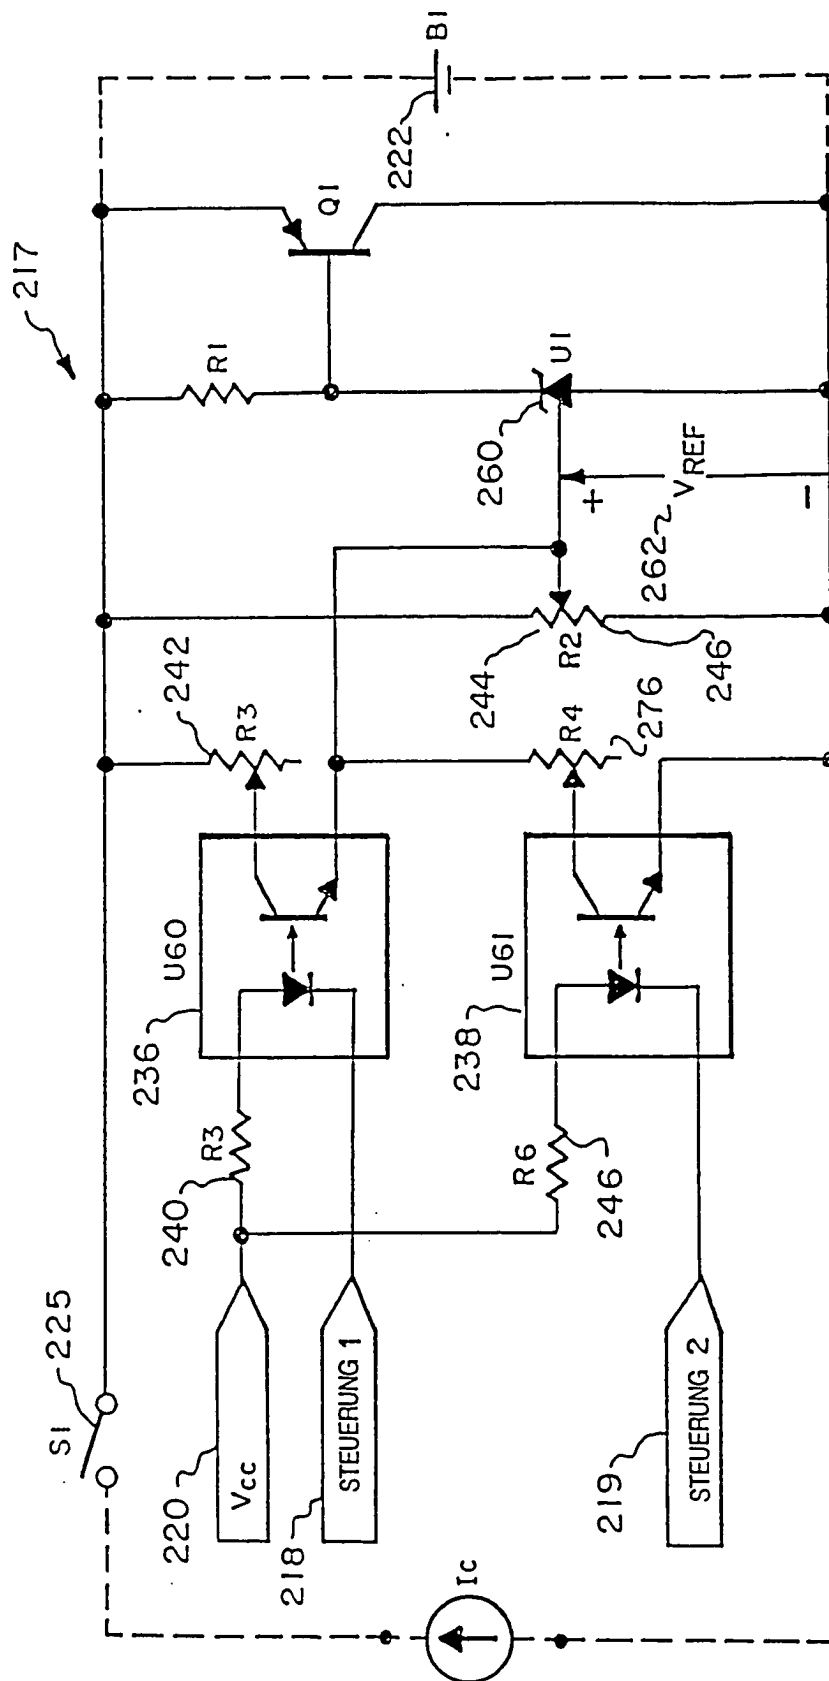 217
S1
225
Vcc
220
STEUERUNG 1
218
STEUERUNG 2
219
Ic
R3
240
R6
246
U60
236
U61
238
242
R3
R4
276
244
R2
246
262
VREF
+
-
260
U1
R1
Q1
222
B1